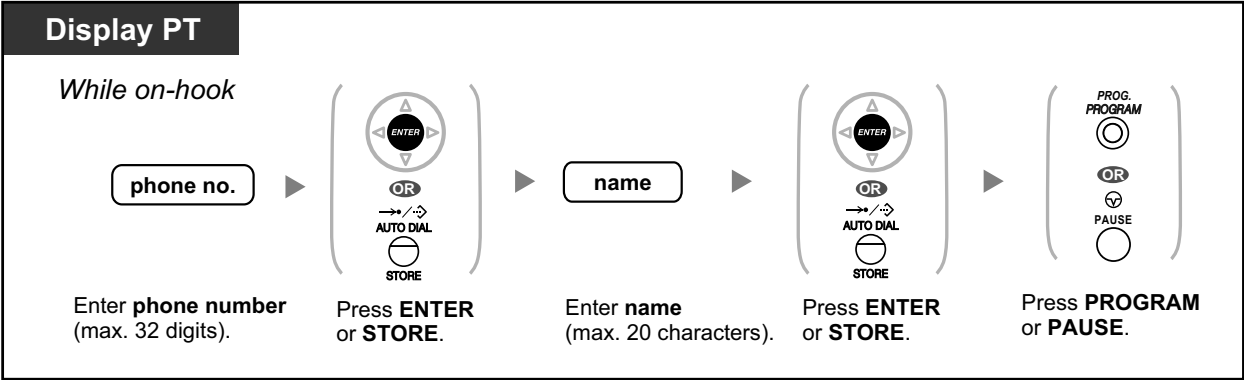 Display PT
While on-hook
phone no.
ENTER
OR
AUTO DIAL
STORE
name
ENTER
OR
AUTO DIAL
STORE
PROG.
PROGRAM
OR
PAUSE
Enter phone number
(max. 32 digits).
Press ENTER
or STORE.
Enter name
(max. 20 characters).
Press ENTER
or STORE.
Press PROGRAM
or PAUSE.